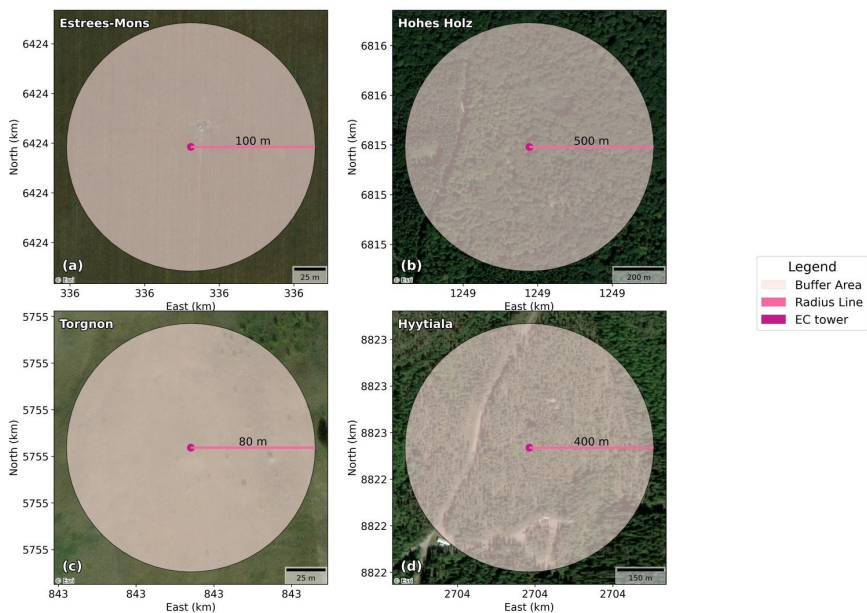 Estrees-Mons
6424
6424
6424
6424
6424
North (km)
100 m
(a)
© Esri
25 m
336
336
336
East (km)
Hohes Holz
6816
6816
6815
6815
6815
North (km)
500 m
(b)
© Esri
200 m
1249
1249
1249
East (km)
Legend
Buffer Area
Radius Line
EC tower
Torgnon
5755
5755
5755
5755
5755
5755
North (km)
80 m
(c)
© Esri
25 m
843
843
843
843
East (km)
Hyytiala
8823
8823
8823
8822
8822
8822
North (km)
400 m
(d)
© Esri
150 m
2704
2704
2704
East (km)